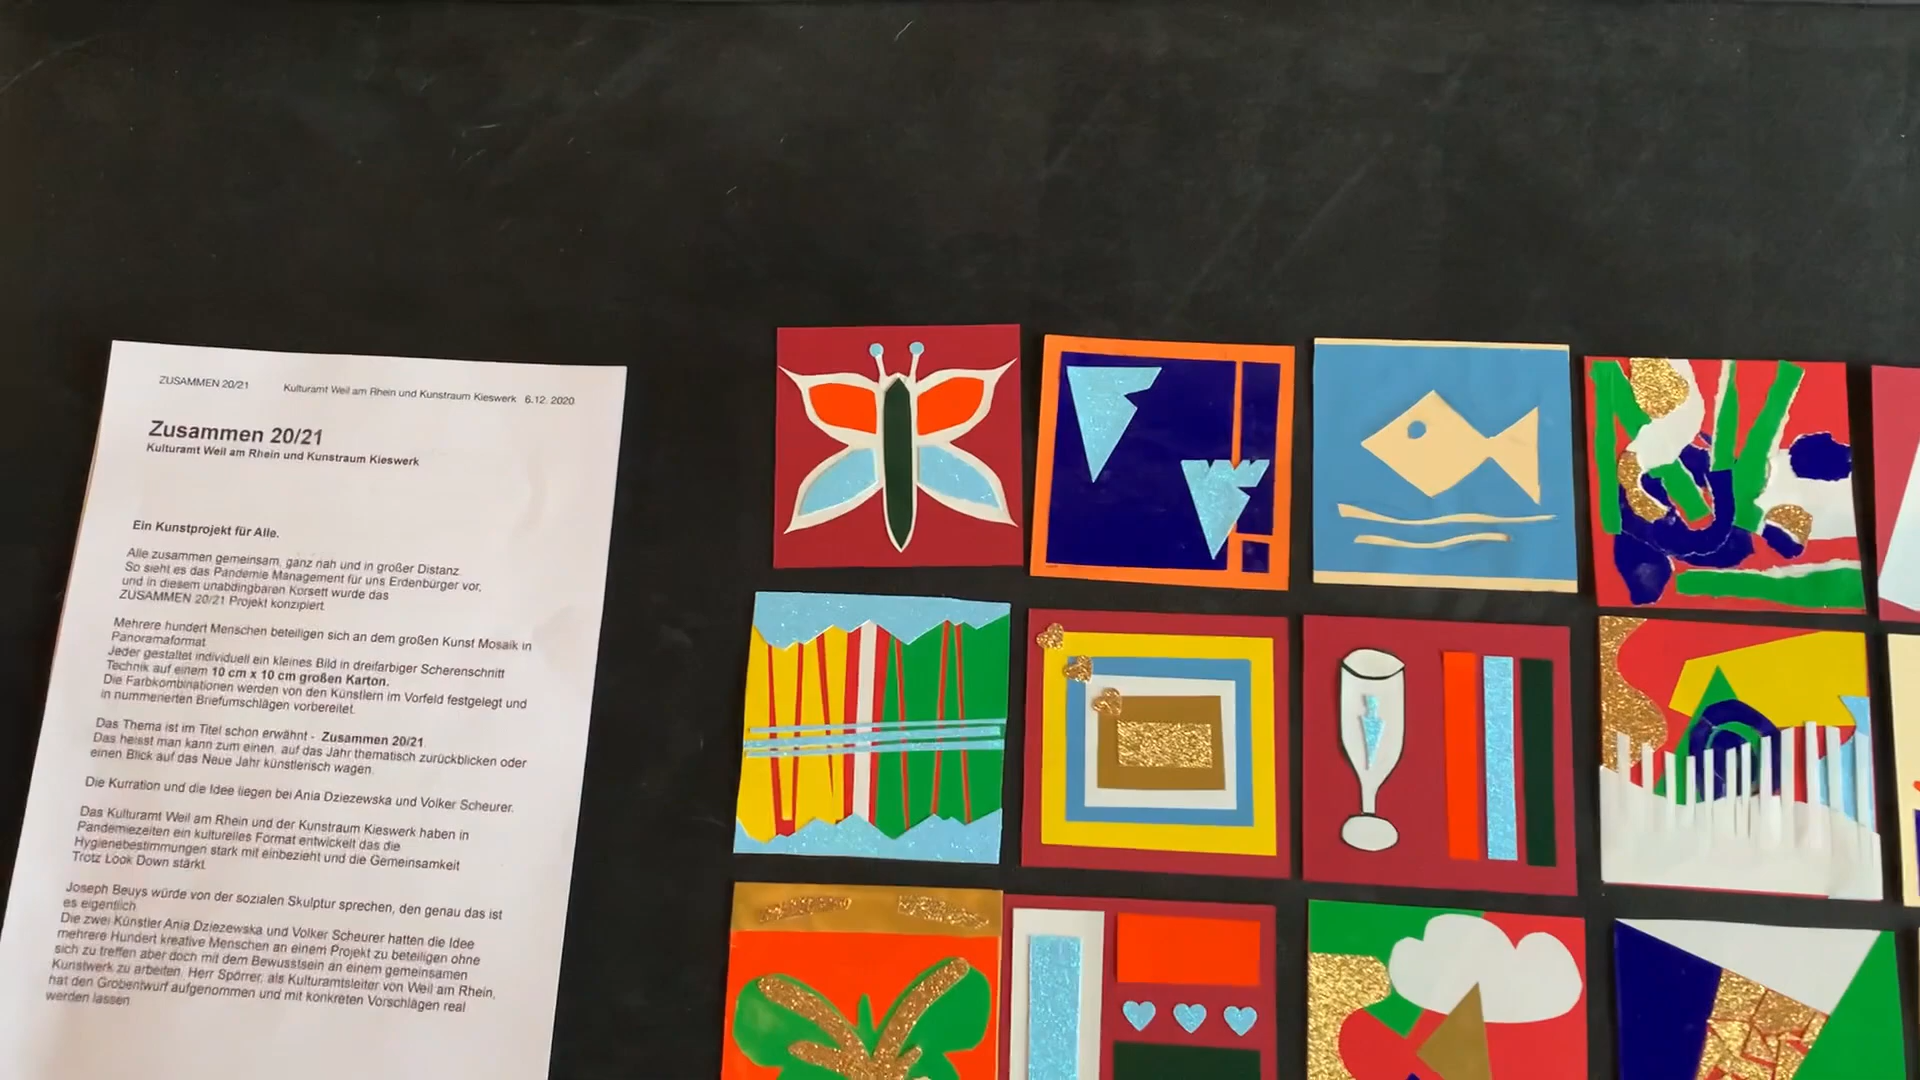 ZUSAMMEN 20/21 Kulturamt Weil am Rhein und Kunstraum Kieswerk 6.12. 2020
Zusammen 20/21
Kulturamt Weil am Rhein und Kunstraum Kieswerk
Ein Kunstprojekt für Alle.
Alle zusammen gemeinsam, ganz nah und in großer Distanz
So sieht es das Pandemie Management für uns Erdenbürger vor,
und in diesem unabdingbaren Korsett wurde das
ZUSAMMEN 20/21 Projekt konzipiert.
Mehrere hundert Menschen beteiligen sich an dem großen Kunst Mosaik in
Panoramaformat.
Jeder gestaltet individuell ein kleines Bild in dreifarbiger Scherenschnitt
Technik auf einem 10 cm x 10 cm großen Karton.
Die Farbkombinationen werden von den Künstlern im Vorfeld festgelegt und
in nummenerten Briefumschlägen vorbereitet.
Das Thema ist im Titel schon erwähnt - Zusammen 20/21.
Das heisst man kann zum einen, auf das Jahr thematisch zurückblicken oder
einen Blick auf das Neue Jahr künstlerisch wagen.
Die Kurration und die Idee liegen bei Ania Dziezewska und Volker Scheurer.
Das Kulturamt Weil am Rhein und der Kunstraum Kieswerk haben in
Pandemiezeiten ein kulturelles Format entwickelt das die
Hygienebestimmungen stark mit einbezieht und die Gemeinsamkeit
Trotz Look Down stärkt.
Joseph Beuys würde von der sozialen Skulptur sprechen, den genau das ist
es eigentlich.
Die zwei Künstler Ania Dziezewska und Volker Scheurer hatten die Idee
mehrere Hundert kreative Menschen an einem Projekt zu beteiligen ohne
sich zu treffen aber doch mit dem Bewusstsein an einem gemeinsamen
Kunstwerk zu arbeiten. Herr Spörrer, als Kulturamtsleiter von Weil am Rhein,
hat den Grobentwurf aufgenommen und mit konkreten Vorschlägen real
werden lassen.